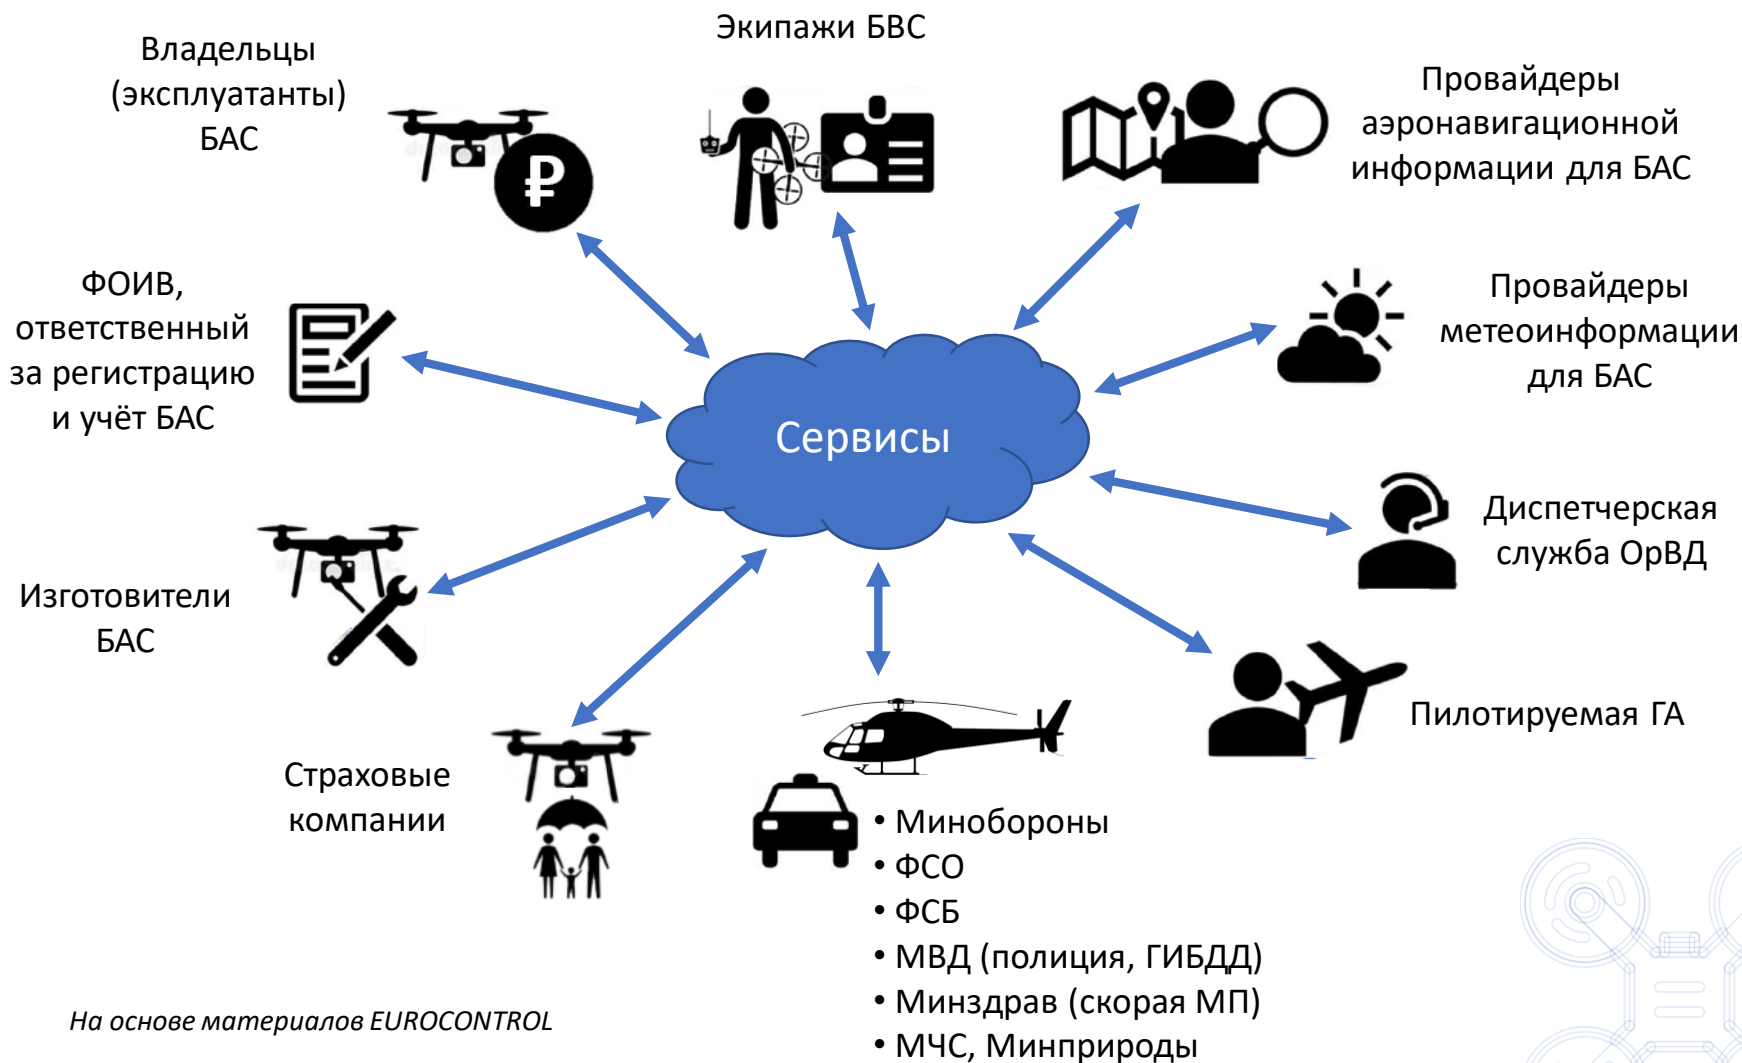 Экипажи БВС
Владельцы
(эксплуатанты)
БАС
₽
Провайдеры
аэронавигационной
информации для БАС
ФОИВ,
ответственный
за регистрацию
и учёт БАС
Провайдеры
метеоинформации
для БАС
Сервисы
Диспетчерская
служба ОрВД
Изготовители
БАС
Пилотируемая ГА
Страховые
компании
• Минобороны
• ФСО
• ФСБ
• МВД (полиция, ГИБДД)
• Минздрав (скорая МП)
• МЧС, Минприроды
На основе материалов EUROCONTROL